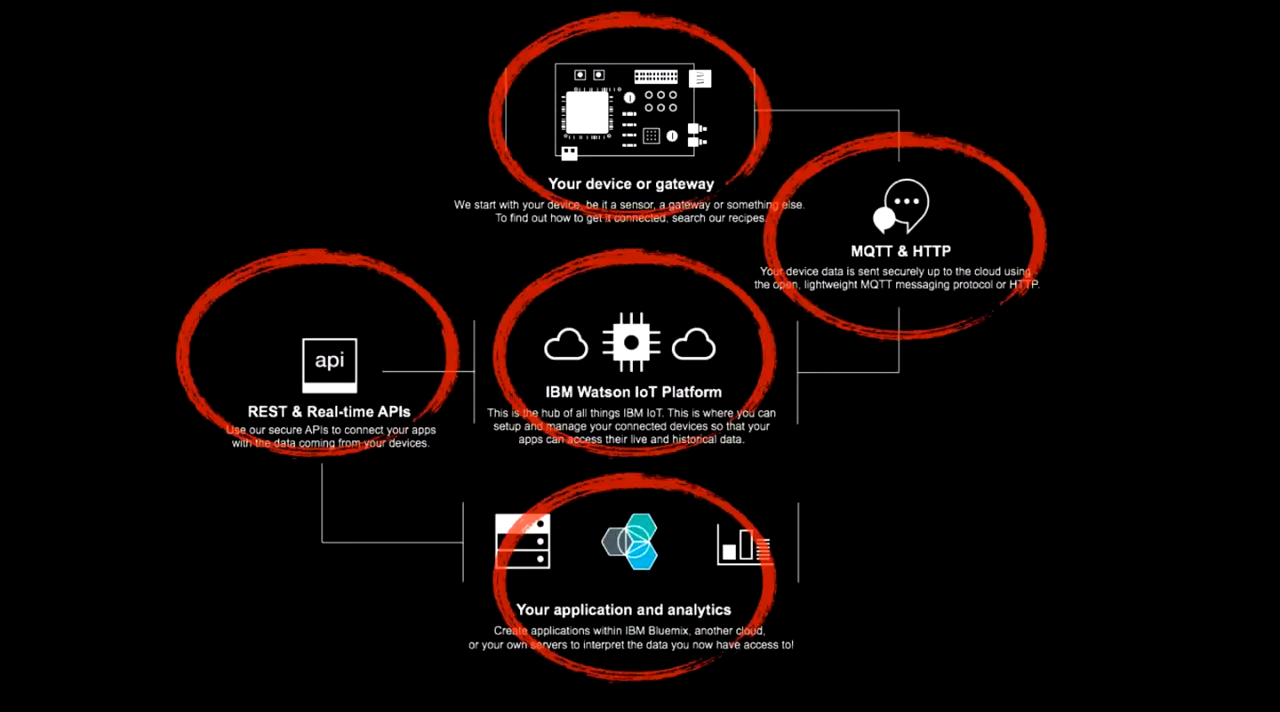 Your device or gateway
We start with your device, be it a sensor, a gateway or something else.
To find out how to get it connected, search our recipes.
MQTT & HTTP
Your device data is sent securely up to the cloud using
the open, lightweight MQTT messaging protocol or HTTP.
api
REST & Real-time APIs
Use our secure APIs to connect your apps
with the data coming from your devices.
IBM Watson IoT Platform
This is the hub of all things IBM IoT. This is where you can
setup and manage your connected devices so that your
apps can access their live and historical data.
Your application and analytics
Create applications within IBM Bluemix, another cloud,
or your own servers to interpret the data you now have access to!